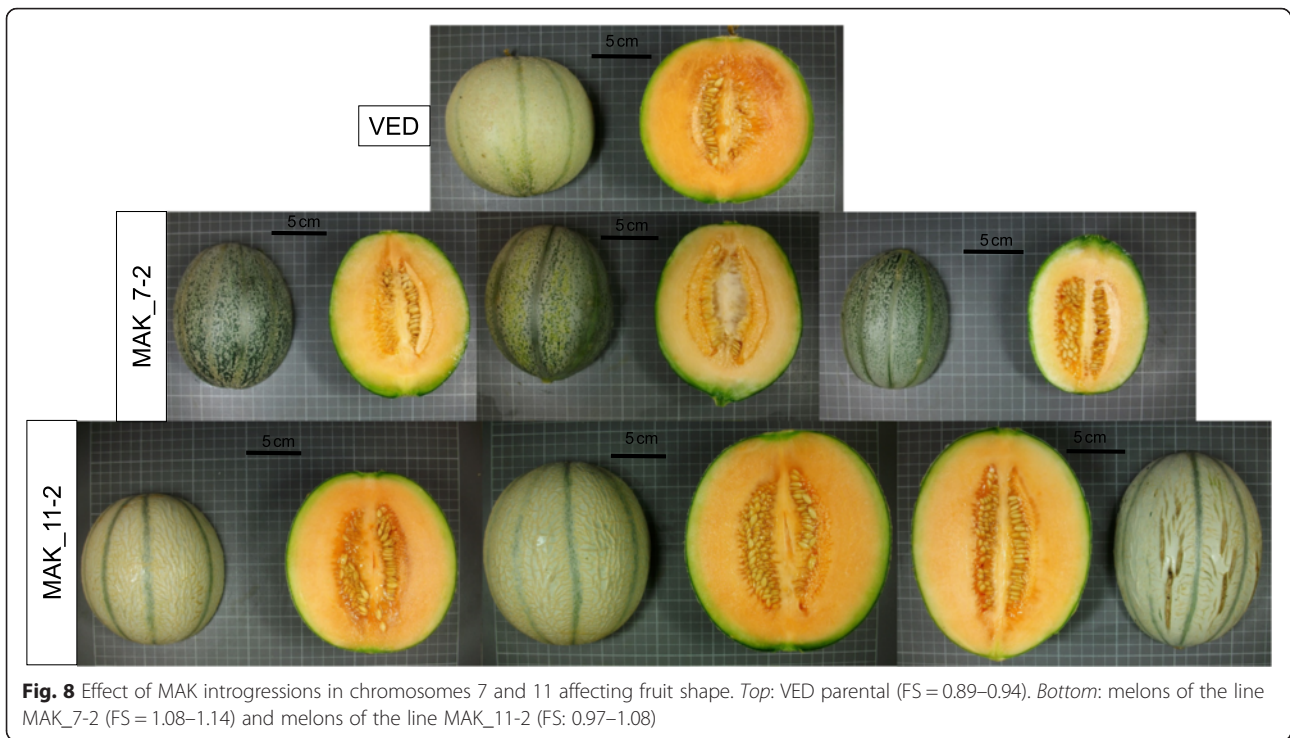 5 cm
VED
5 cm
5 cm
5 cm
MAK_7-2
5 cm
5 cm
5 cm
MAK_11-2
Fig. 8 Effect of MAK introgressions in chromosomes 7 and 11 affecting fruit shape. Top: VED parental (FS = 0.89–0.94). Bottom: melons of the line
MAK_7-2 (FS = 1.08–1.14) and melons of the line MAK_11-2 (FS: 0.97–1.08)